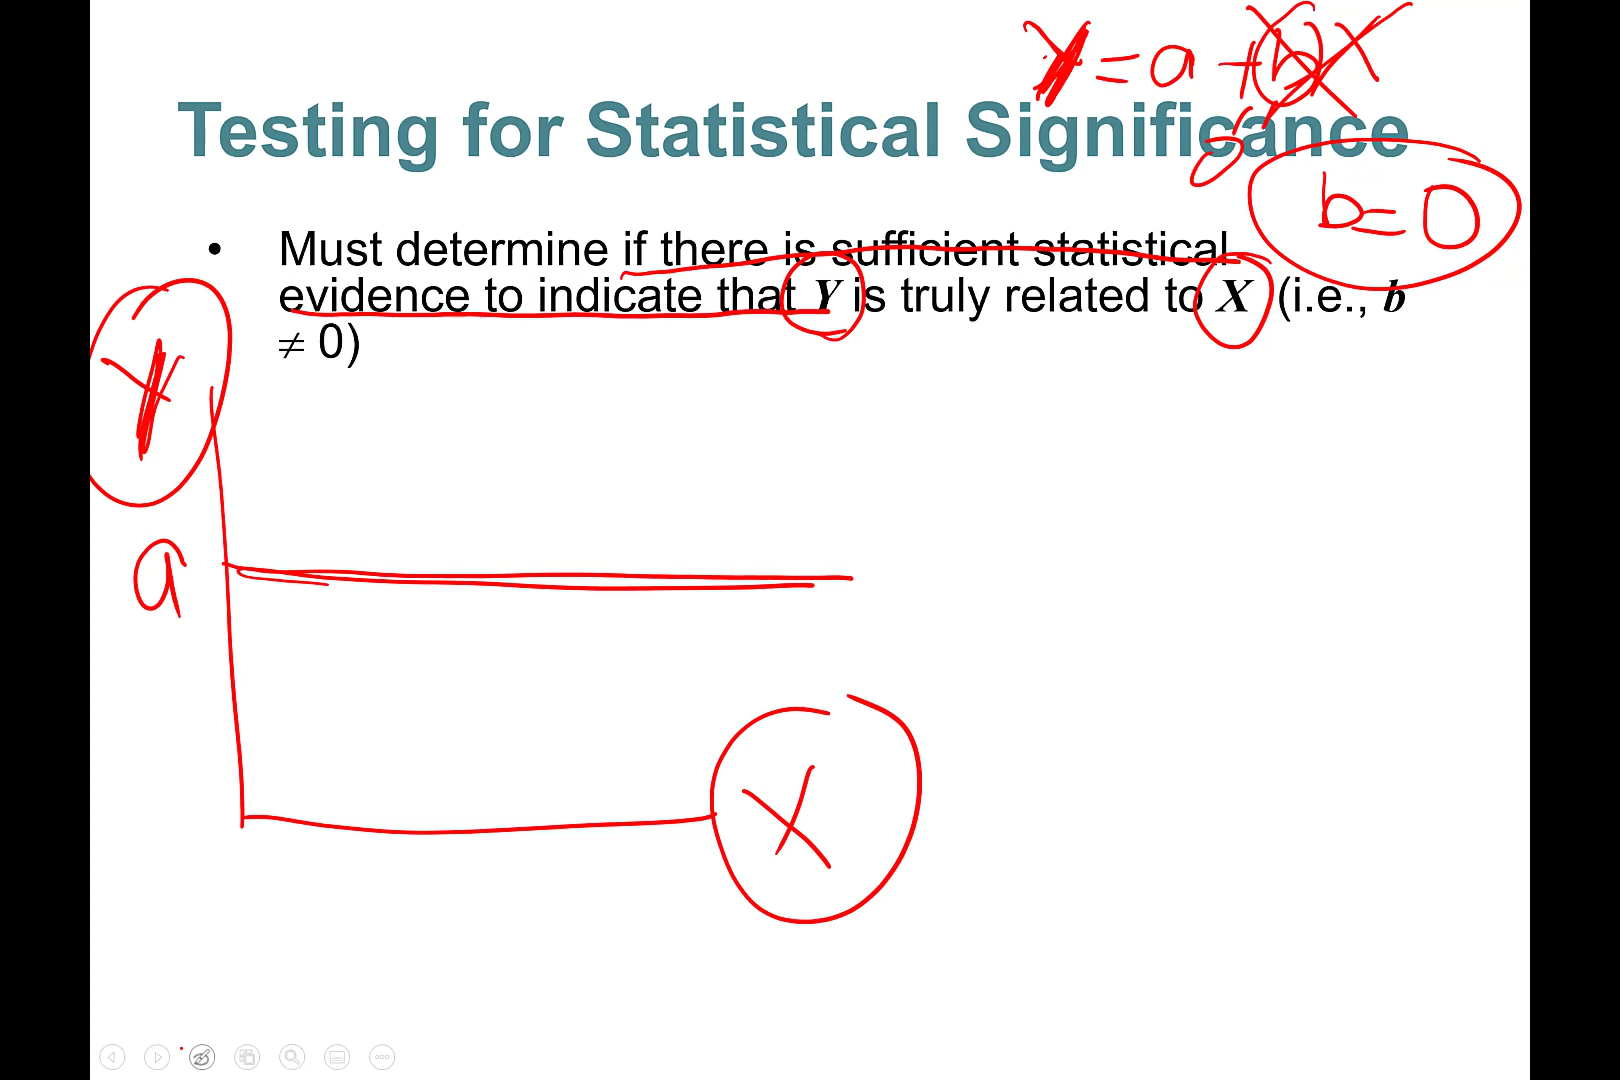 Y = a + bX
Testing for Statistical Significance
0
b = 0
• Must determine if there is sufficient statistical
evidence to indicate that Y is truly related to X (i.e., b
≠ 0)
Y
a
X